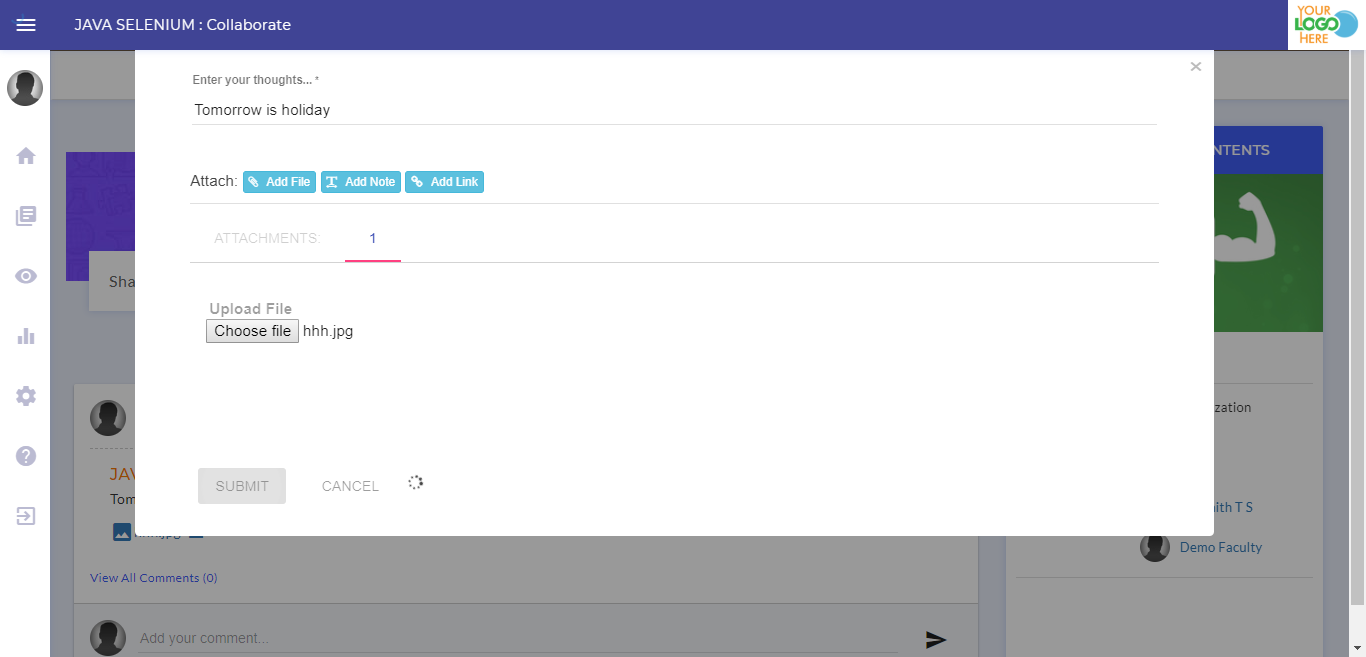 JAVA SELENIUM : Collaborate
YOUR
LOGO
HERE
Enter your thoughts... *
Tomorrow is holiday
NTENTS
Attach: Add File Add Note Add Link
ATTACHMENTS: 1
Sha
Upload File
Choose file hhh.jpg
zation
JAV
SUBMIT CANCEL
Tom
ith T S
Demo Faculty
View All Comments (0)
Add your comment...